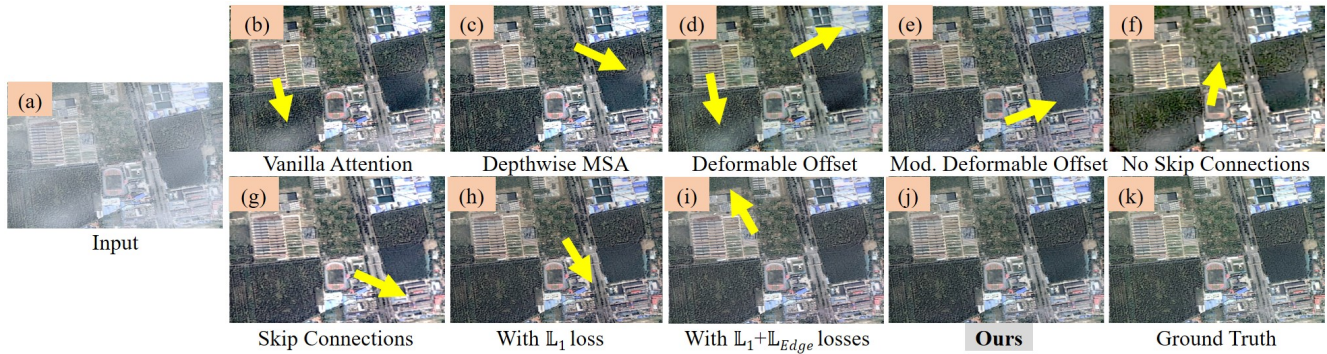 (a)
Input
(b)
(c)
(d)
(e)
(f)
Vanilla Attention
Depthwise MSA
Deformable Offset
Mod. Deformable Offset
No Skip Connections
(g)
(h)
(i)
(j)
(k)
Skip Connections
With 𝕃₁ loss
With 𝕃₁+𝕃_Edge losses
Ours
Ground Truth